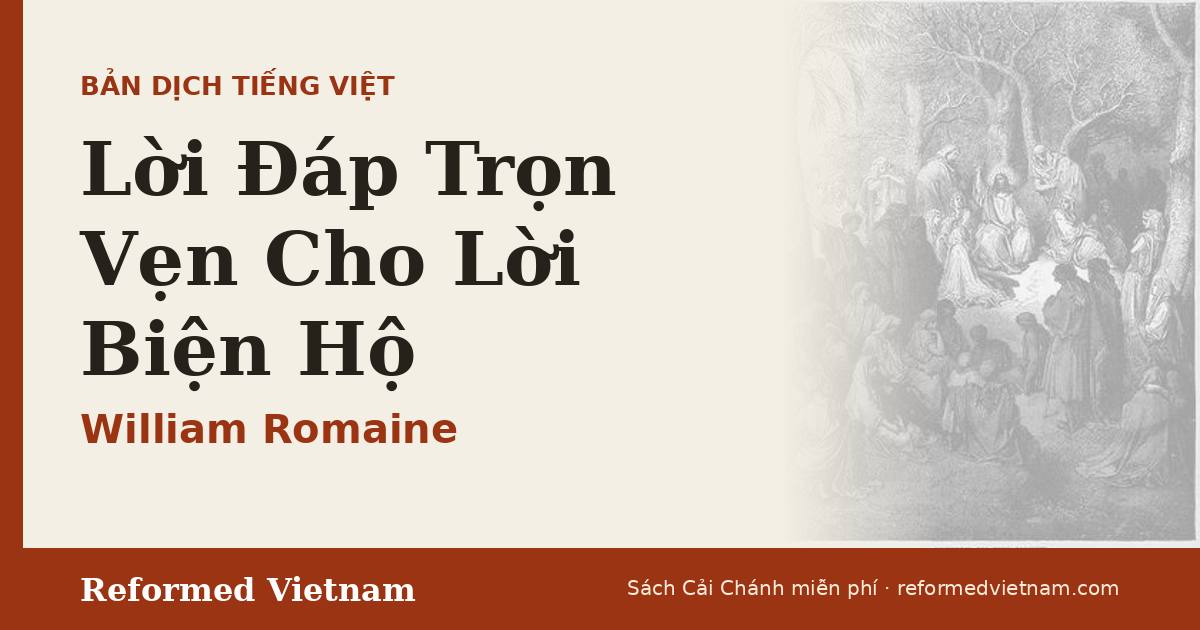 BẢN DỊCH TIẾNG VIỆT
Lời Đáp Trọn
Vẹn Cho Lời
Biện Hộ
William Romaine
Reformed Vietnam
Sách Cải Chánh miễn phí · reformedvietnam.com